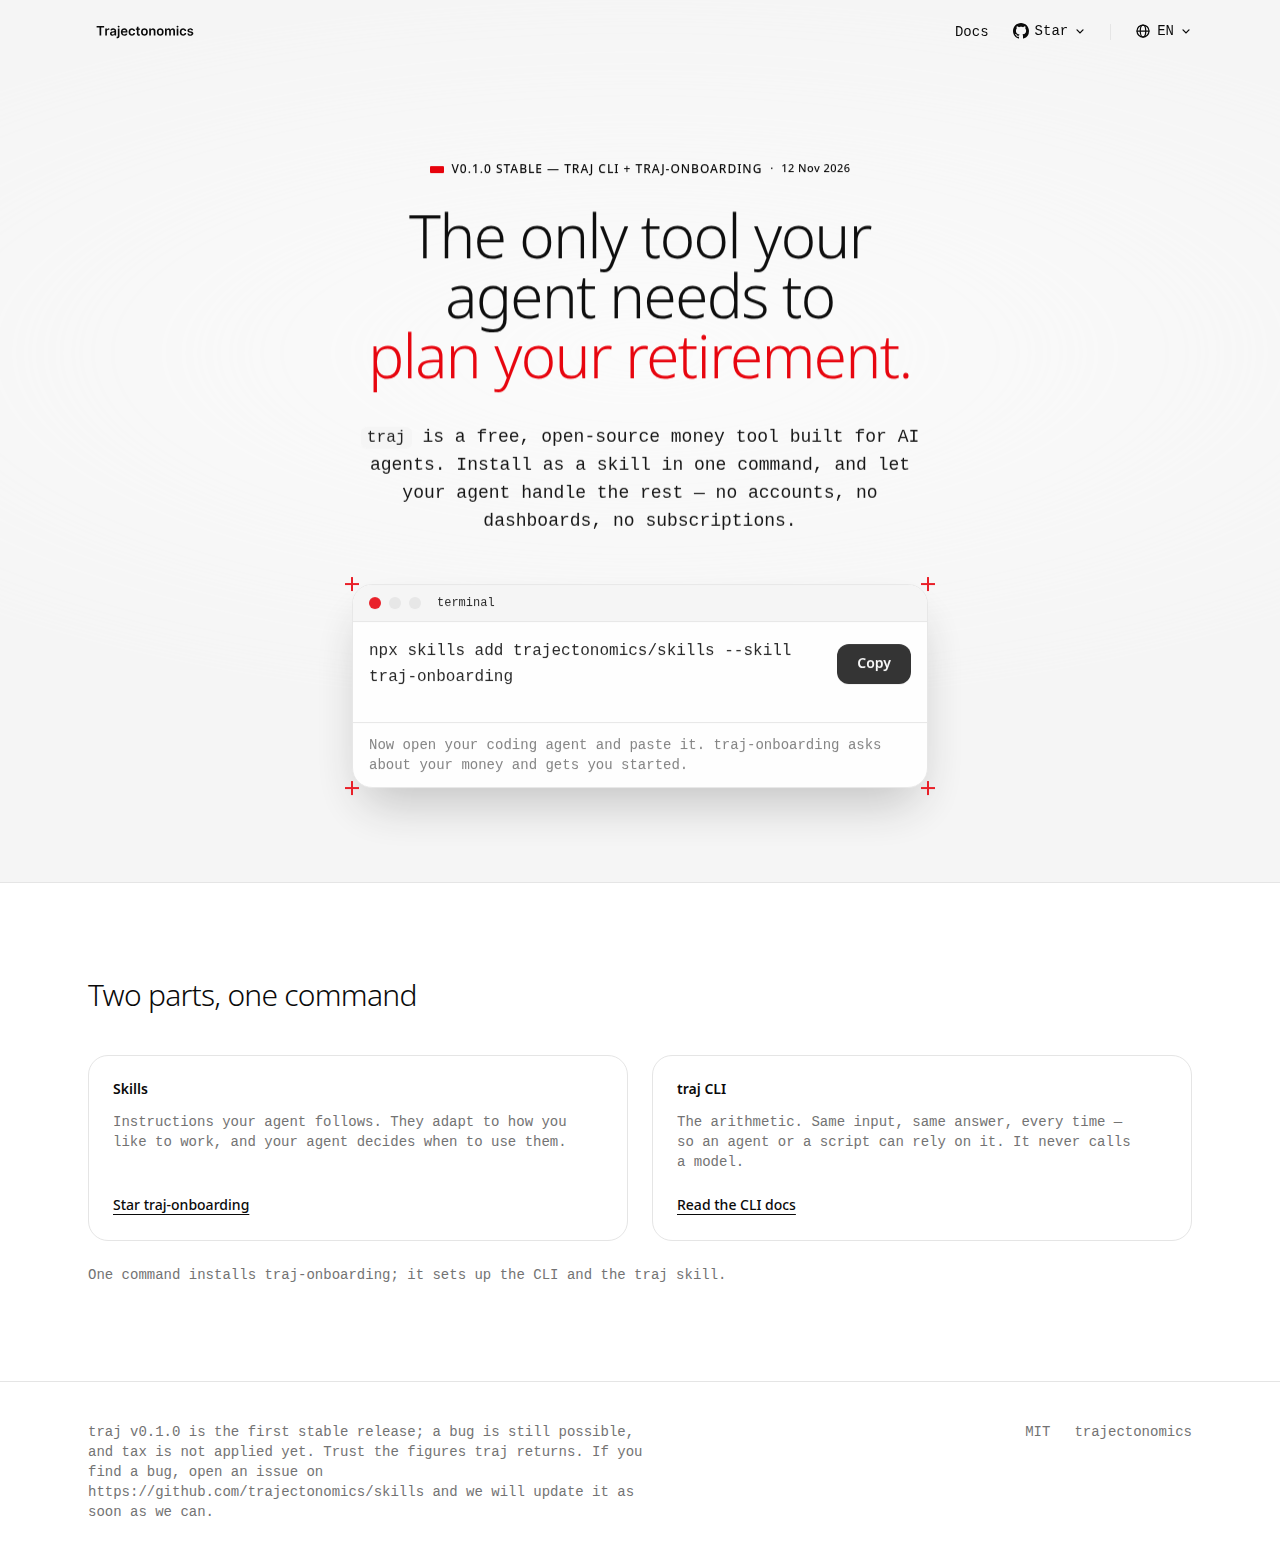 Trajectonomics
Docs
Star
EN
V0.1.0 STABLE — TRAJ CLI + TRAJ-ONBOARDING · 12 Nov 2026
The only tool your
agent needs to
plan your retirement.
traj is a free, open-source money tool built for AI
agents. Install as a skill in one command, and let
your agent handle the rest — no accounts, no
dashboards, no subscriptions.
terminal
npx skills add trajectonomics/skills --skill
traj-onboarding
Copy
Now open your coding agent and paste it. traj-onboarding asks
about your money and gets you started.
Two parts, one command
Skills
Instructions your agent follows. They adapt to how you
like to work, and your agent decides when to use them.
Star traj-onboarding
traj CLI
The arithmetic. Same input, same answer, every time —
so an agent or a script can rely on it. It never calls
a model.
Read the CLI docs
One command installs traj-onboarding; it sets up the CLI and the traj skill.
traj v0.1.0 is the first stable release; a bug is still possible,
and tax is not applied yet. Trust the figures traj returns. If you
find a bug, open an issue on
https://github.com/trajectonomics/skills and we will update it as
soon as we can.
MIT
trajectonomics